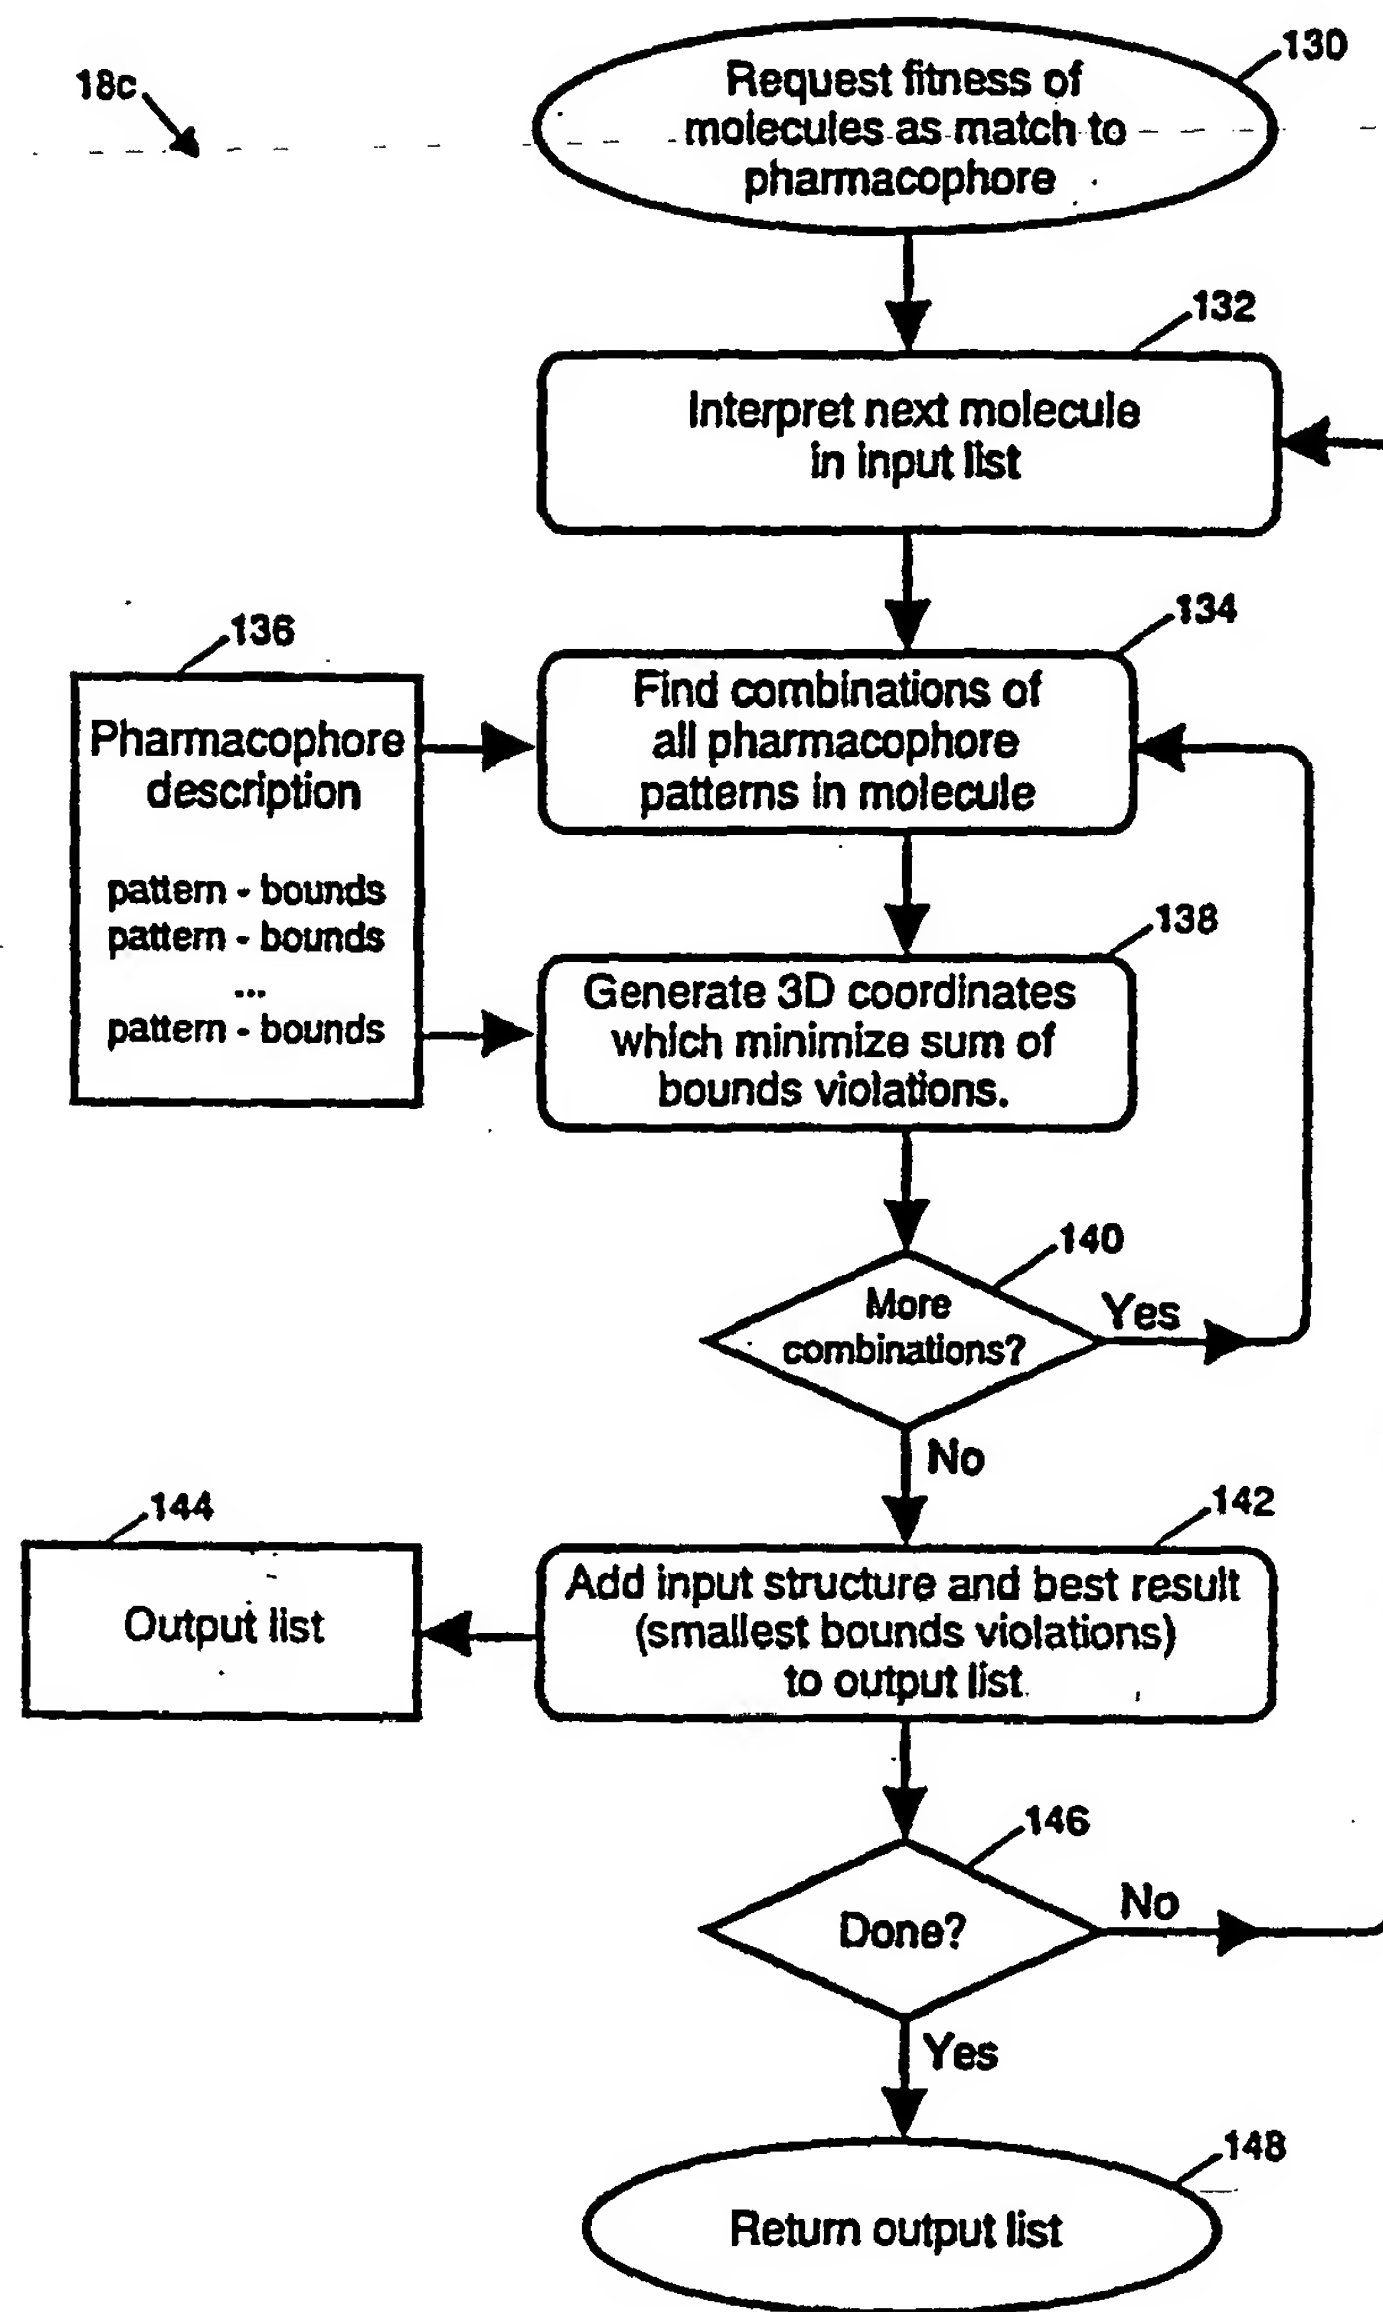 18c
130
Request fitness of
molecules as match to
pharmacophore
132
Interpret next molecule
in input list
134
Find combinations of
all pharmacophore
patterns in molecule
136
Pharmacophore
description
pattern - bounds
pattern - bounds
...
pattern - bounds
138
Generate 3D coordinates
which minimize sum of
bounds violations.
140
More
combinations?
Yes
No
142
Add input structure and best result
(smallest bounds violations)
to output list
144
Output list
146
Done?
No
Yes
148
Return output list